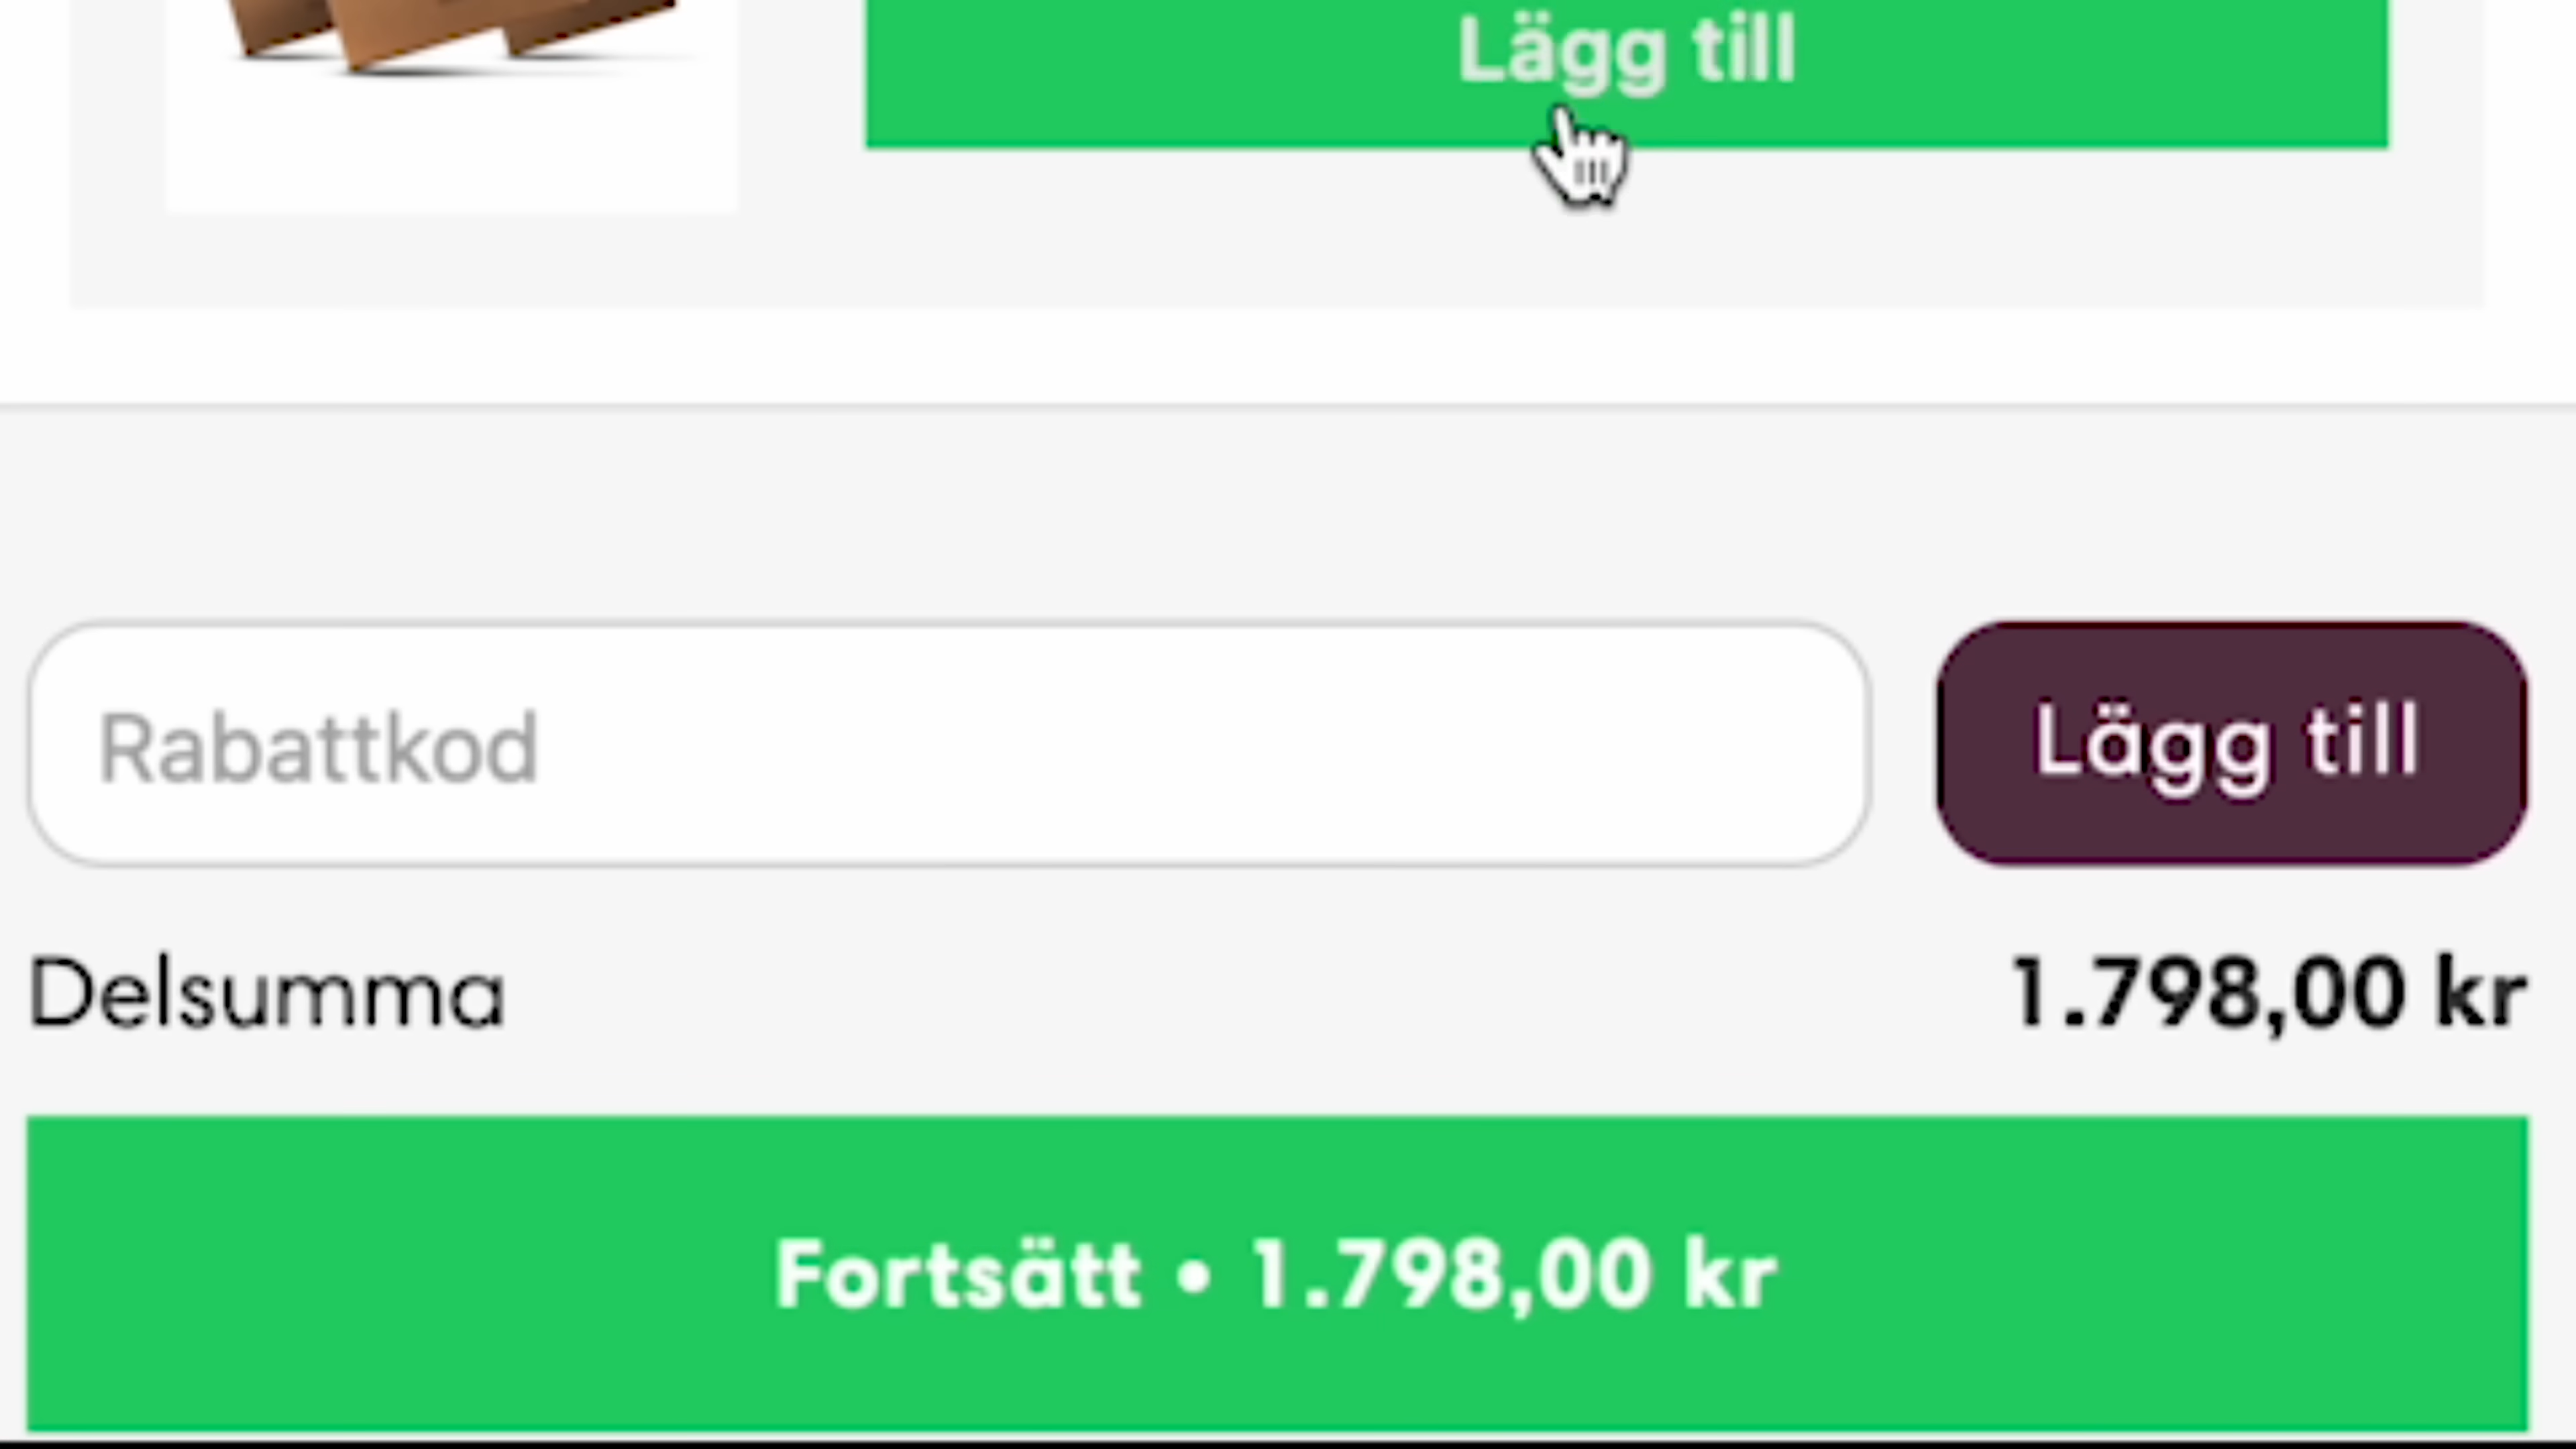 Lägg till
Rabattkod
Lägg till
Delsumma
1.798,00 kr
Fortsätt • 1.798,00 kr